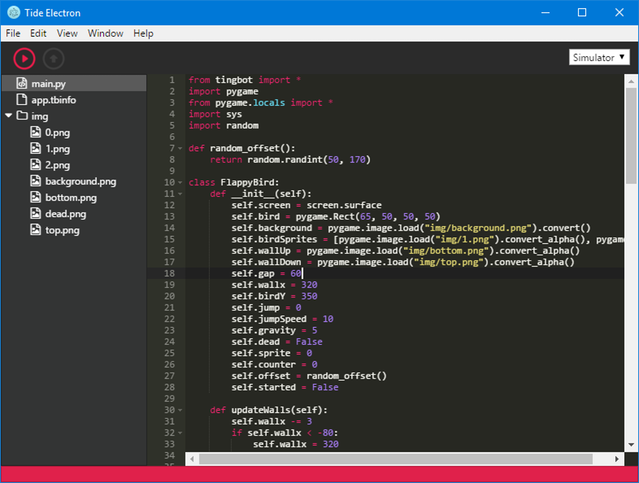 Tide Electron
File Edit View Window Help
Simulator
main.py
app.tbinfo
img
0.png
1.png
2.png
background.png
bottom.png
dead.png
top.png
1 from tingbot import *
2 import pygame
3 from pygame.locals import *
4 import sys
5 import random
6
7 def random_offset():
8     return random.randint(50, 170)
9
10 class FlappyBird:
11     def __init__(self):
12         self.screen = screen.surface
13         self.bird = pygame.Rect(65, 50, 50, 50)
14         self.background = pygame.image.load("img/background.png").convert()
15         self.birdSprites = [pygame.image.load("img/1.png").convert_alpha(), pygame
16         self.wallUp = pygame.image.load("img/bottom.png").convert_alpha()
17         self.wallDown = pygame.image.load("img/top.png").convert_alpha()
18         self.gap = 60
19         self.wallx = 320
20         self.birdY = 350
21         self.jump = 0
22         self.jumpSpeed = 10
23         self.gravity = 5
24         self.dead = False
25         self.sprite = 0
26         self.counter = 0
27         self.offset = random_offset()
28         self.started = False
29
30     def updateWalls(self):
31         self.wallx -= 3
32         if self.wallx < -80:
33             self.wallx = 320
34